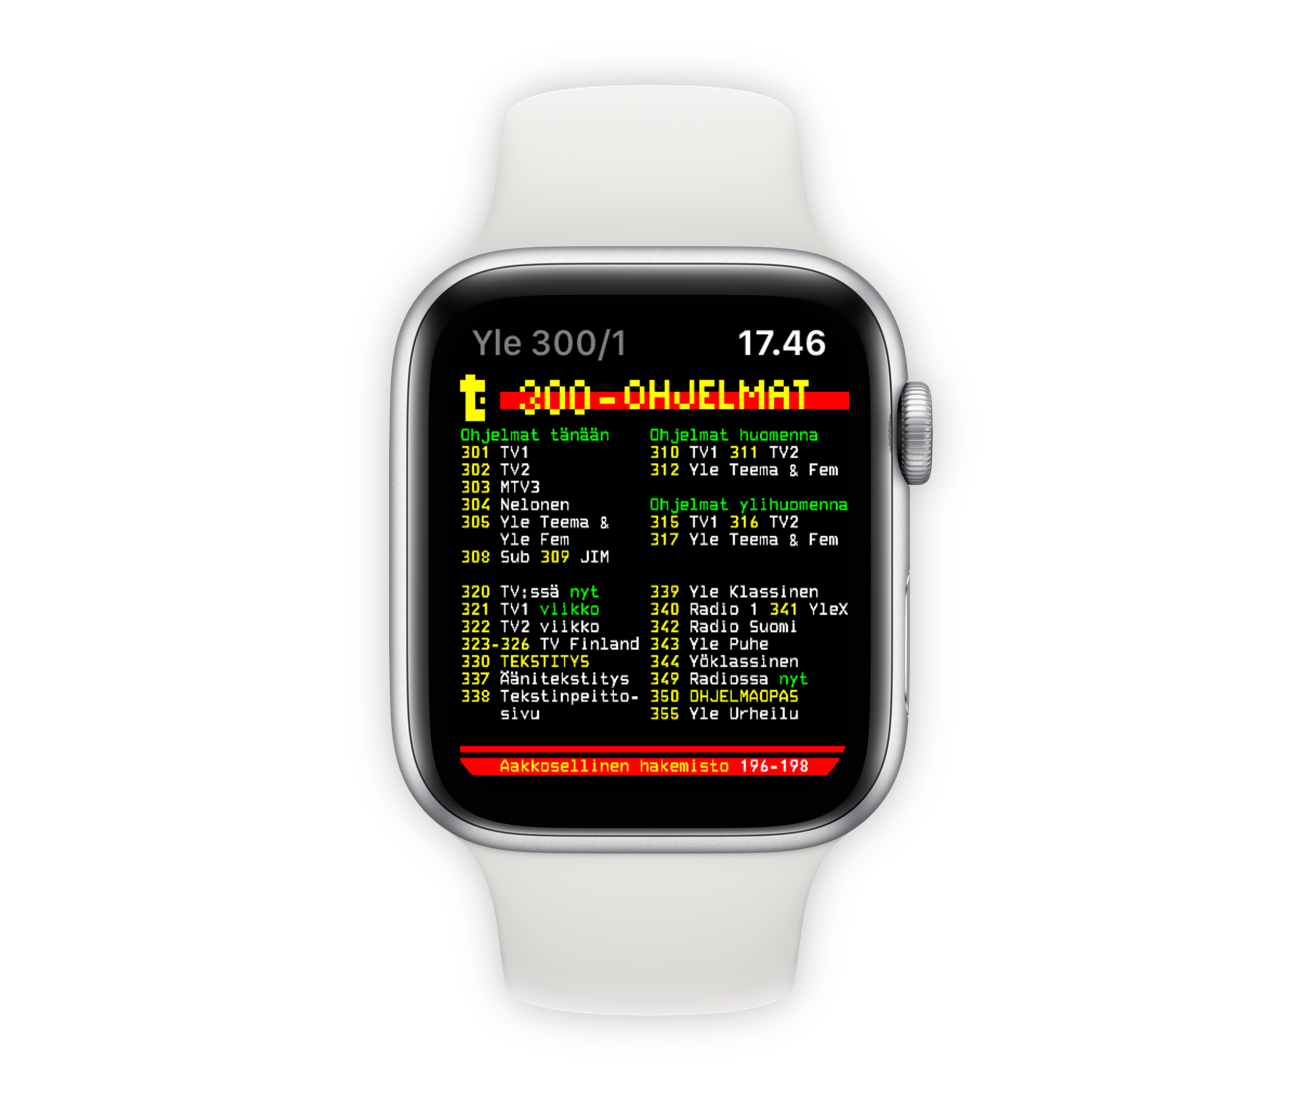 Yle 300/1 17.46
t: 300-OHJELMAT
Ohjelmat tänään
301 TV1
302 TV2
303 MTV3
304 Nelonen
305 Yle Teema &
Yle Fem
308 Sub 309 JIM
Ohjelmat huomenna
310 TV1 311 TV2
312 Yle Teema & Fem
Ohjelmat ylihuomenna
315 TV1 316 TV2
317 Yle Teema & Fem
320 TV:ssä nyt
321 TV1 viikko
322 TV2 viikko
323-326 TV Finland
330 TEKSTITYS
337 Äänitekstitys
338 Tekstinpeitto-
sivu
339 Yle Klassinen
340 Radio 1 341 YleX
342 Radio Suomi
343 Yle Puhe
344 Yöklassinen
349 Radiossa nyt
350 OHJELMAOPAS
355 Yle Urheilu
Aakkosellinen hakemisto 196-198